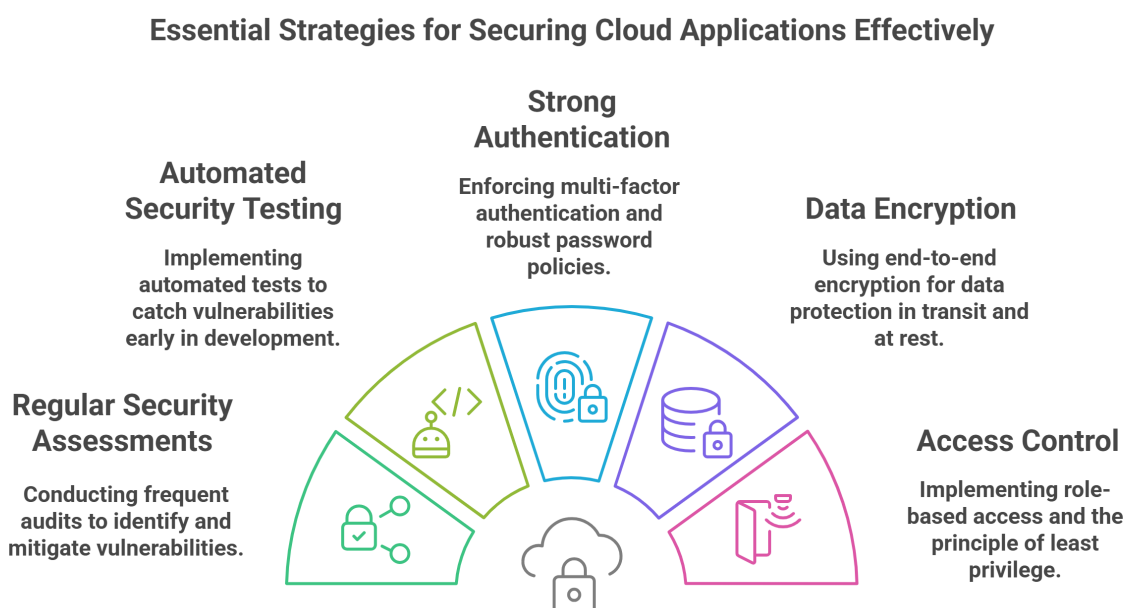 Essential Strategies for Securing Cloud Applications Effectively
Strong
Authentication
Enforcing multi-factor
authentication and
robust password
policies.
Automated
Security Testing
Implementing
automated tests to
catch vulnerabilities
early in development.
Data Encryption
Using end-to-end
encryption for data
protection in transit and
at rest.
Regular Security
Assessments
Conducting frequent
audits to identify and
mitigate vulnerabilities.
Access Control
Implementing role-
based access and the
principle of least
privilege.